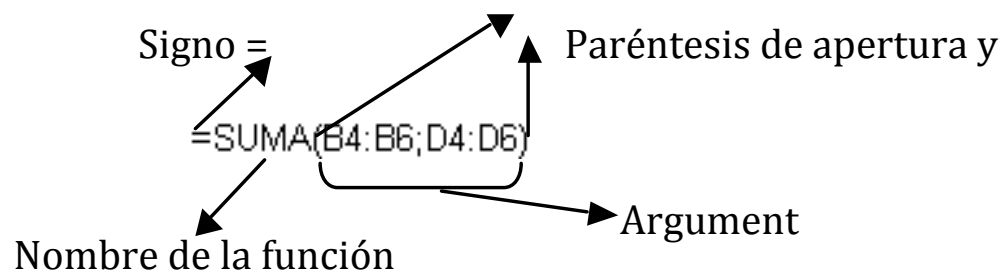 Signo =
Paréntesis de apertura y
=SUMA(B4:B6;D4:D6)
Argument
Nombre de la función